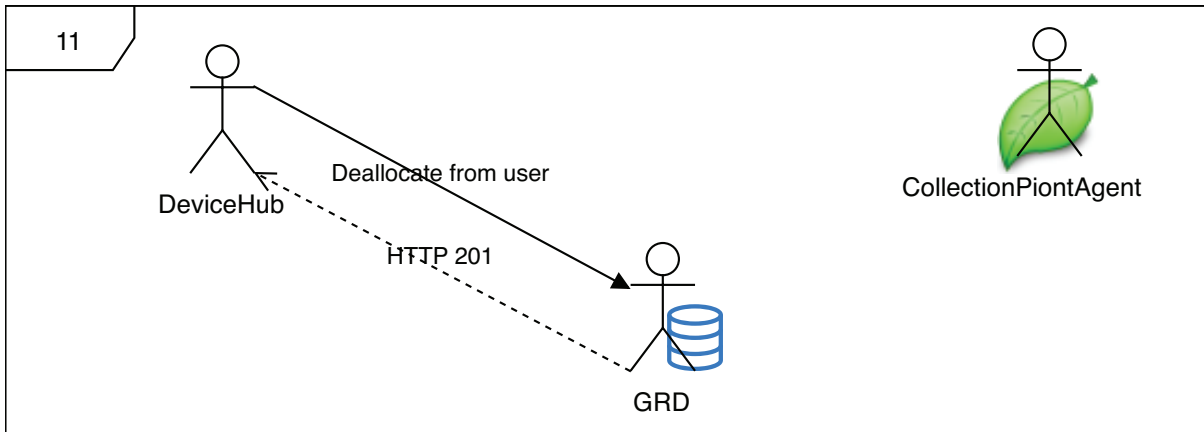 11
Deallocate from user
DeviceHub
CollectionPiontAgent
HTTP 201
GRD